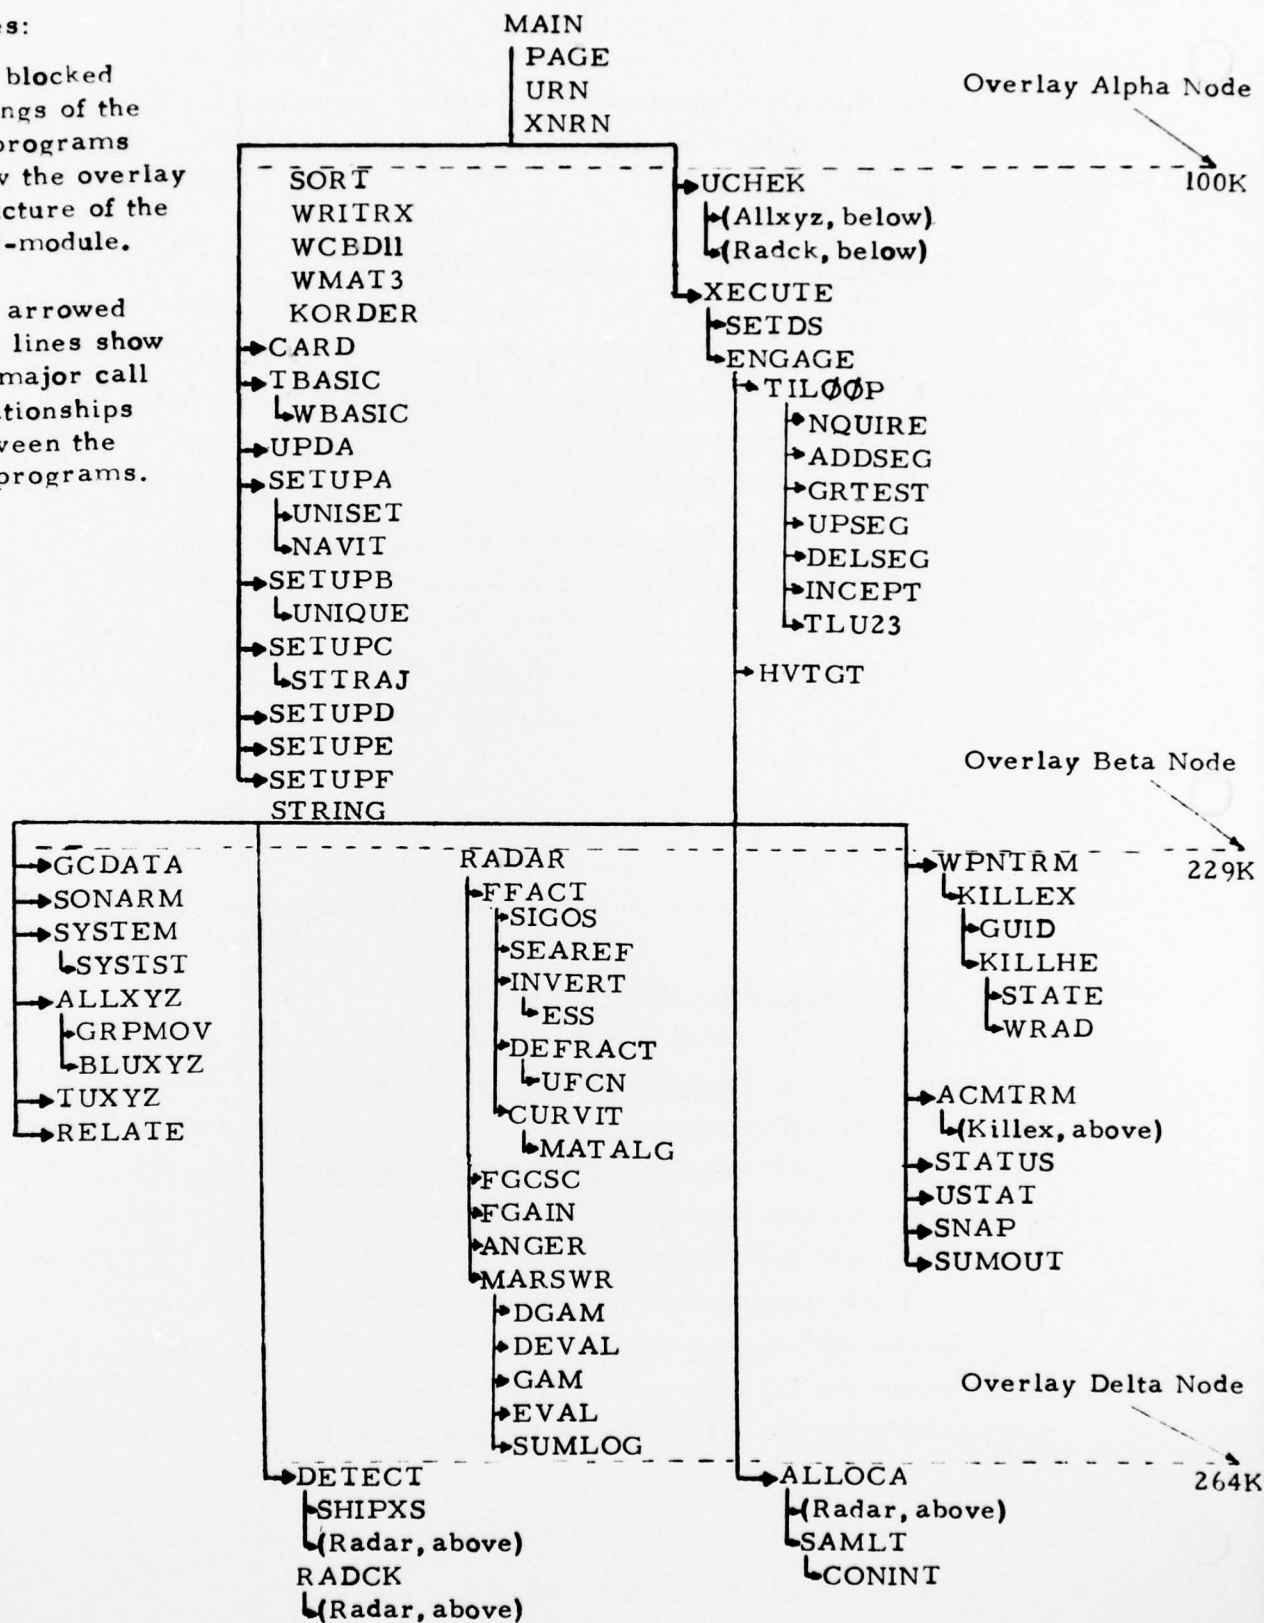 es:
blocked
ngs of the
programs
w the overlay
cture of the
-module.
arrowed
lines show
major call
ationships
ween the
programs.
MAIN
PAGE
URN
XNRN
Overlay Alpha Node
100K
SORT
WRITRX
WCBD11
WMAT3
KORDER
CARD
TBASIC
WBASIC
UPDA
SETUPA
UNISET
NAVIT
SETUPB
UNIQUE
SETUPC
STTRAJ
SETUPD
SETUPE
SETUPF
STRING
UCHEK
(Allxyz, below)
(Radck, below)
XECUTE
SETDS
ENGAGE
TILØØP
NQUIRE
ADDSEG
GRTEST
UPSEG
DELSEG
INCEPT
TLU23
HVTGT
Overlay Beta Node
229K
GCDATA
SONARM
SYSTEM
SYSTST
ALLXYZ
GRPMOV
BLUXYZ
TUXYZ
RELATE
RADAR
FFACT
SIGOS
SEAREF
INVERT
ESS
DEFRACT
UFCN
CURVIT
MATALG
FGCSC
FGAIN
ANGER
MARSWR
DGAM
DEVAL
GAM
EVAL
SUMLOG
WPNTRM
KILLEX
GUID
KILLHE
STATE
WRAD
ACMTRM
(Killex, above)
STATUS
USTAT
SNAP
SUMOUT
Overlay Delta Node
264K
DETECT
SHIPXS
(Radar, above)
RADCK
(Radar, above)
ALLOCA
(Radar, above)
SAMLT
CONINT